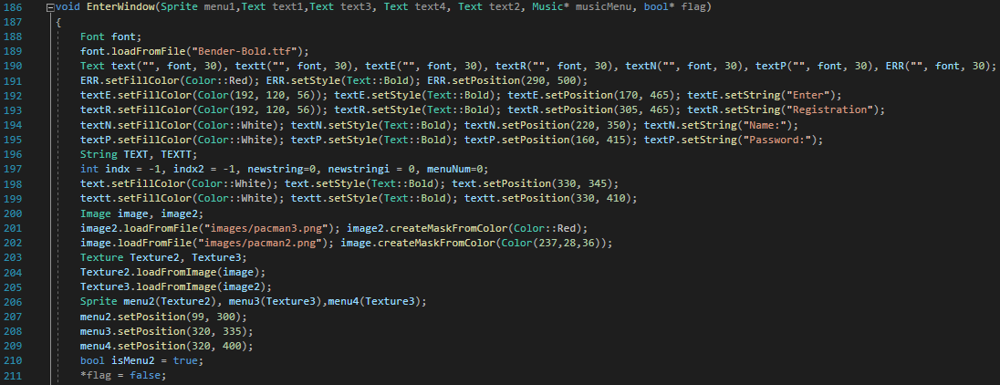 186 void EnterWindow(Sprite menu1,Text text1,Text text3, Text text4, Text text2, Music* musicMenu, bool* flag)
187 {
188 Font font;
189 font.loadFromFile("Bender-Bold.ttf");
190 Text text("", font, 30), textt("", font, 30), textE("", font, 30), textR("", font, 30), textN("", font, 30), textP("", font, 30), ERR("", font, 30);
191 ERR.setFillColor(Color::Red); ERR.setStyle(Text::Bold); ERR.setPosition(290, 500);
192 textE.setFillColor(Color(192, 120, 56)); textE.setStyle(Text::Bold); textE.setPosition(170, 465); textE.setString("Enter");
193 textR.setFillColor(Color(192, 120, 56)); textR.setStyle(Text::Bold); textR.setPosition(305, 465); textR.setString("Registration");
194 textN.setFillColor(Color::White); textN.setStyle(Text::Bold); textN.setPosition(220, 350); textN.setString("Name:");
195 textP.setFillColor(Color::White); textP.setStyle(Text::Bold); textP.setPosition(160, 415); textP.setString("Password:");
196 String TEXT, TEXTT;
197 int indx = -1, indx2 = -1, newstring=0, newstringi = 0, menuNum=0;
198 text.setFillColor(Color::White); text.setStyle(Text::Bold); text.setPosition(330, 345);
199 textt.setFillColor(Color::White); textt.setStyle(Text::Bold); textt.setPosition(330, 410);
200 Image image, image2;
201 image2.loadFromFile("images/pacman3.png"); image2.createMaskFromColor(Color::Red);
202 image.loadFromFile("images/pacman2.png"); image.createMaskFromColor(Color(237,28,36));
203 Texture Texture2, Texture3;
204 Texture2.loadFromImage(image);
205 Texture3.loadFromImage(image2);
206 Sprite menu2(Texture2), menu3(Texture3),menu4(Texture3);
207 menu2.setPosition(99, 300);
208 menu3.setPosition(320, 335);
209 menu4.setPosition(320, 400);
210 bool isMenu2 = true;
211 *flag = false;